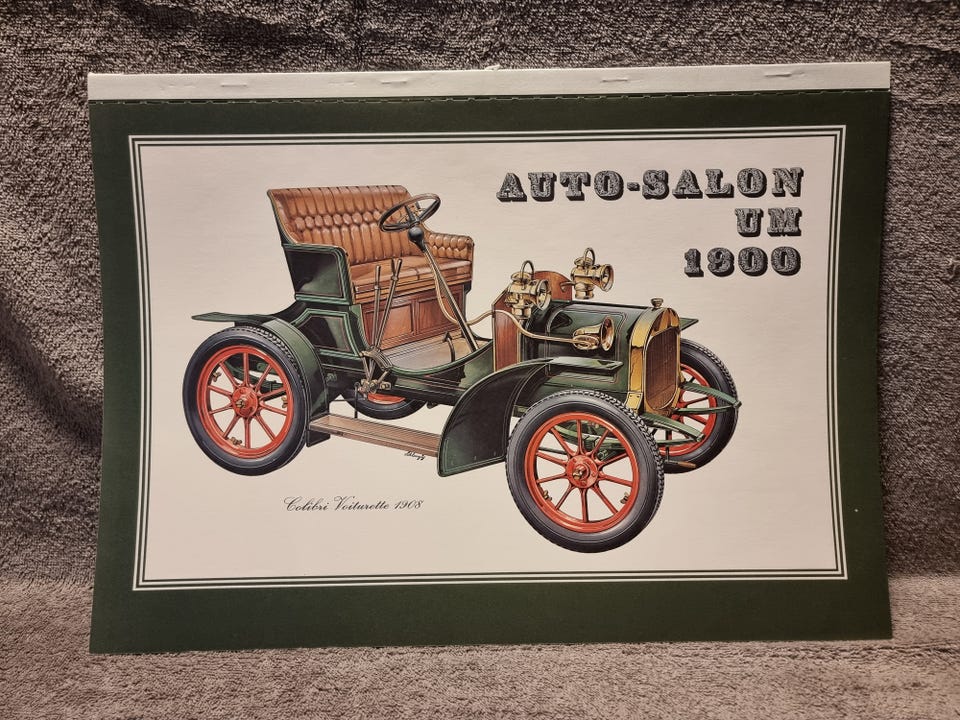 AUTO-SALON
UM
1900
Colibri Voiturette 1908